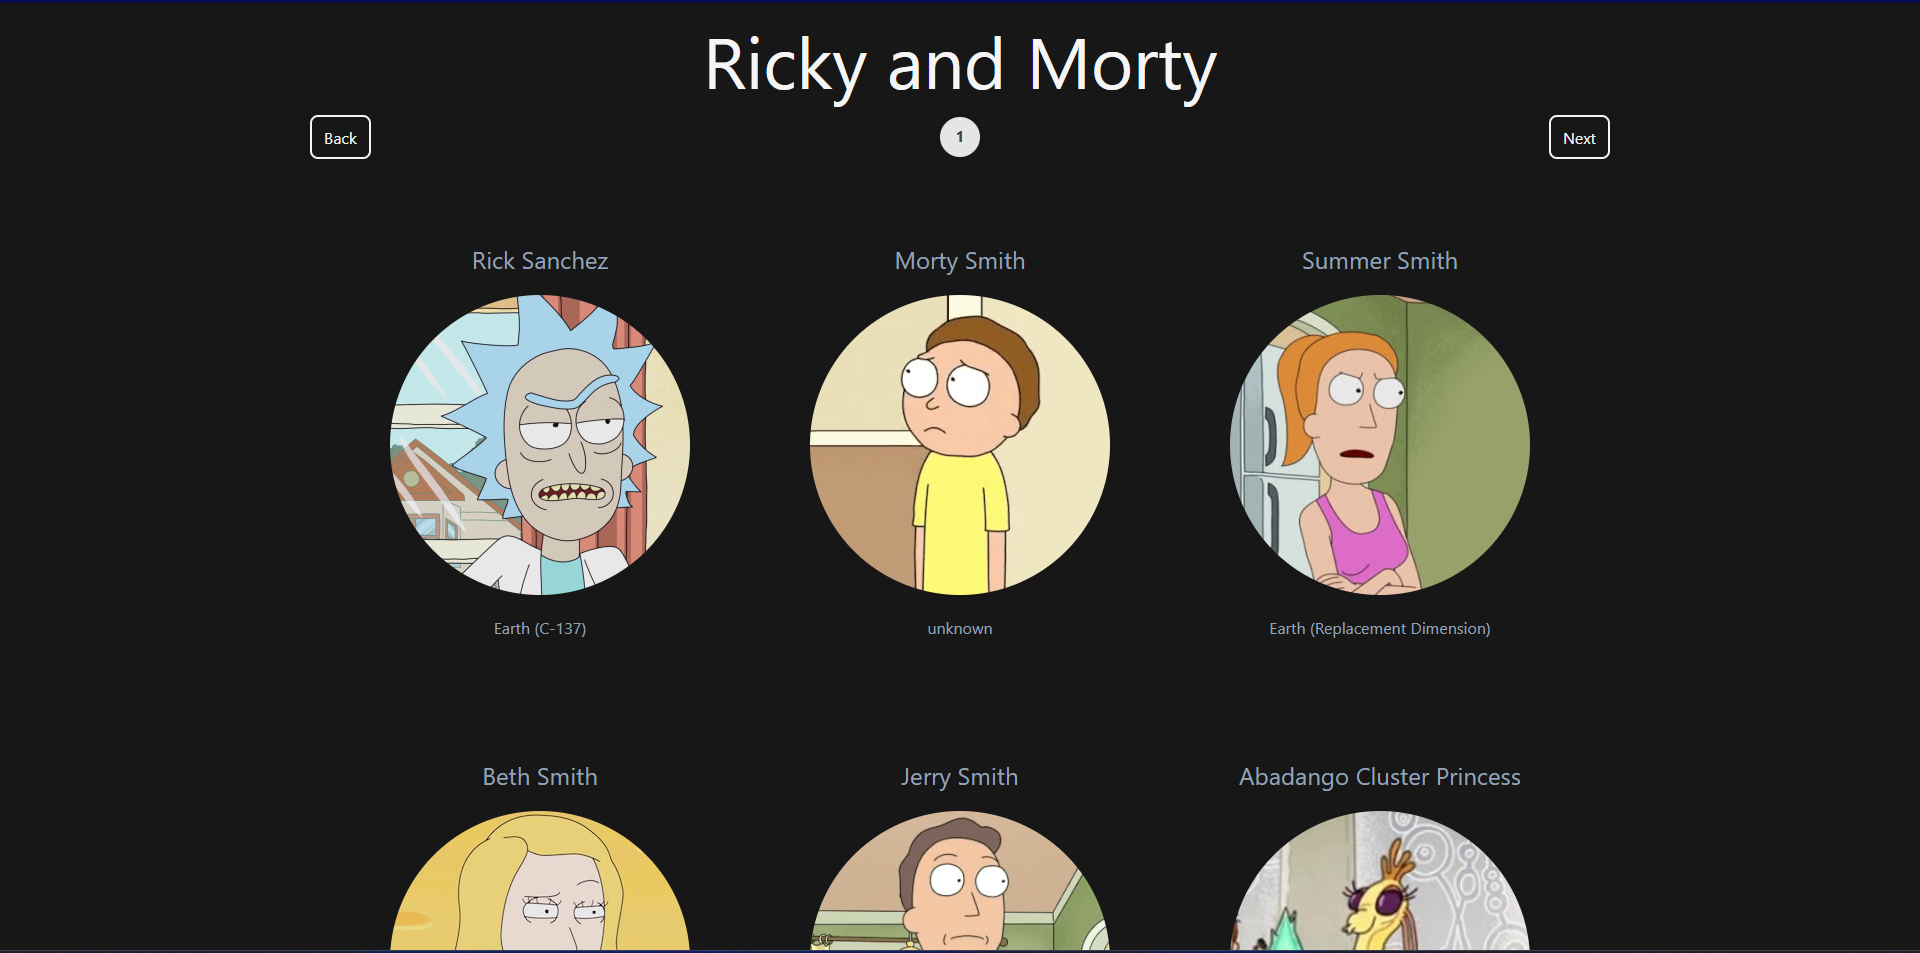 Ricky and Morty
Back
1
Next
Rick Sanchez
Morty Smith
Summer Smith
Earth (C-137)
unknown
Earth (Replacement Dimension)
Beth Smith
Jerry Smith
Abadango Cluster Princess